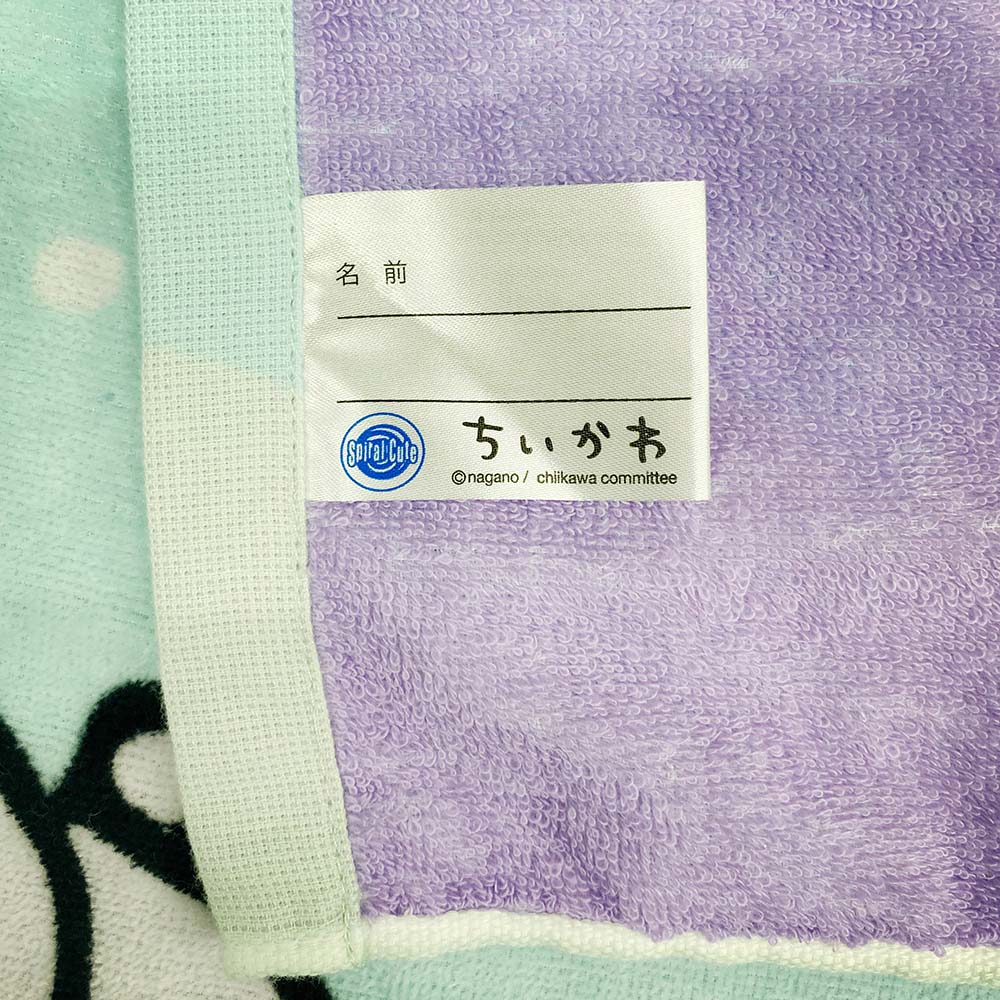 名 前
Spiral Cute
ちいかわ
©nagano / chiikawa committee